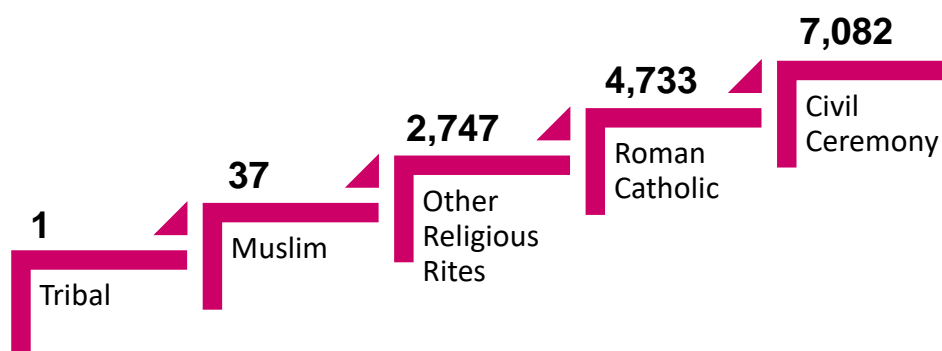 1
Tribal
37
Muslim
2,747
Other
Religious
Rites
4,733
Roman
Catholic
7,082
Civil
Ceremony